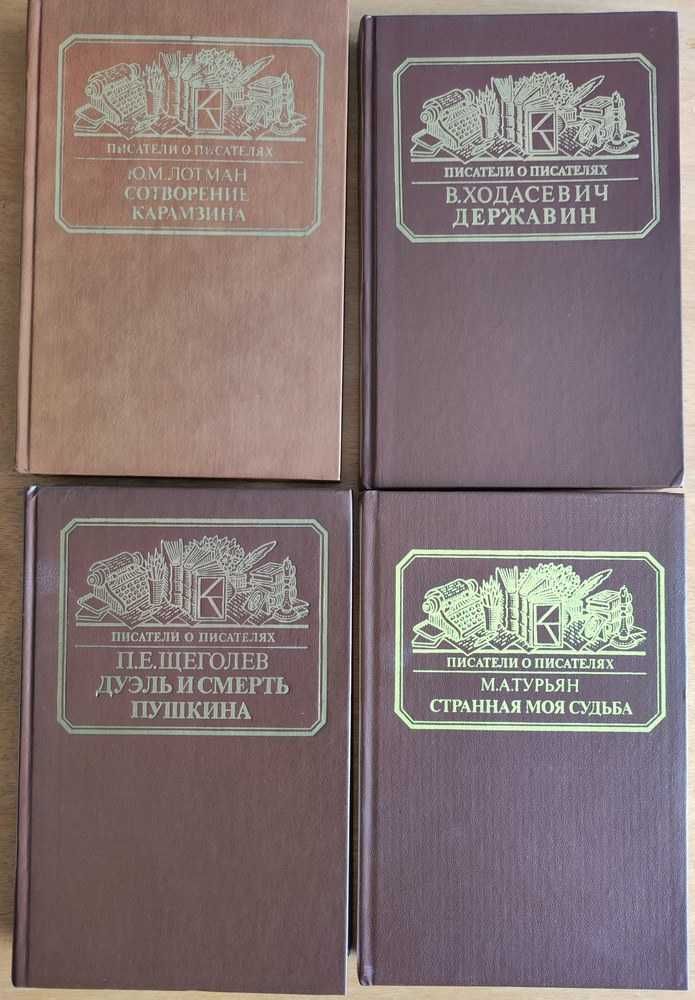 ПИСАТЕЛИ О ПИСАТЕЛЯХ
Ю.М.ЛОТМАН
СОТВОРЕНИЕ
КАРАМЗИНА
ПИСАТЕЛИ О ПИСАТЕЛЯХ
В.ХОДАСЕВИЧ
ДЕРЖАВИН
ПИСАТЕЛИ О ПИСАТЕЛЯХ
П.Е.ЩЕГОЛЕВ
ДУЭЛЬ И СМЕРТЬ
ПУШКИНА
ПИСАТЕЛИ О ПИСАТЕЛЯХ
М.А.ТУРЬЯН
СТРАННАЯ МОЯ СУДЬБА